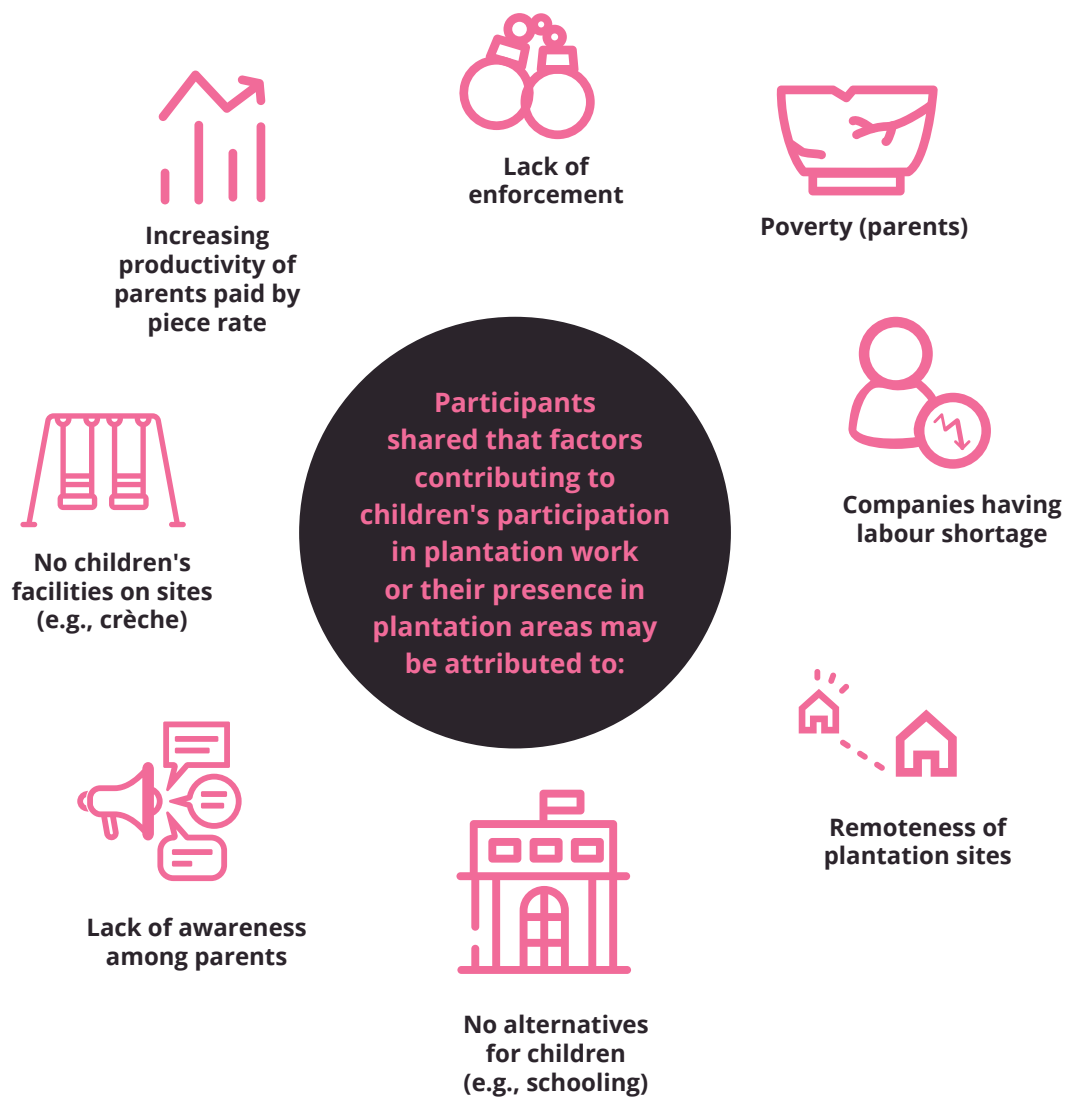 Lack of
enforcement
Poverty (parents)
Increasing
productivity of
parents paid by
piece rate
Participants
shared that factors
contributing to
children's participation
in plantation work
or their presence in
plantation areas may
be attributed to:
Companies having
labour shortage
No children's
facilities on sites
(e.g., crèche)
Remoteness of
plantation sites
Lack of awareness
among parents
No alternatives
for children
(e.g., schooling)